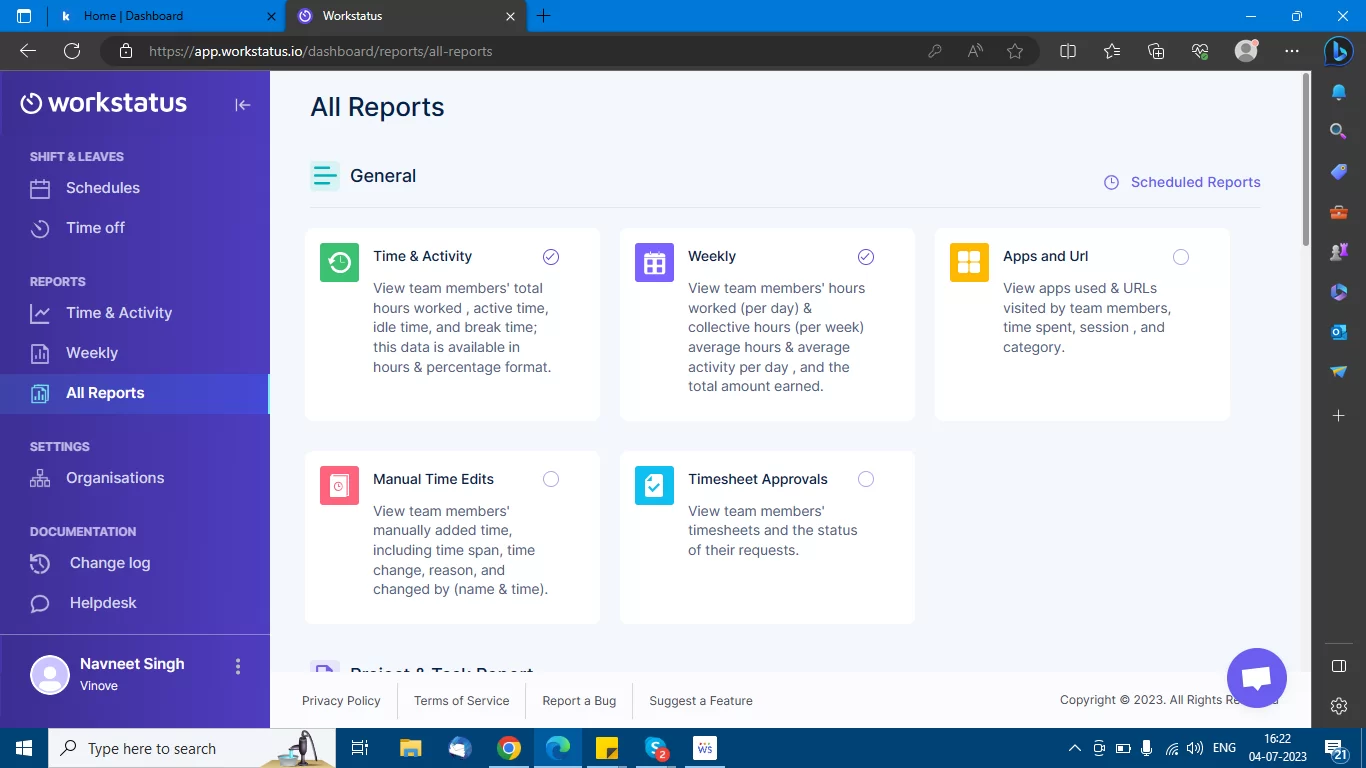 Home | Dashboard
Workstatus
https://app.workstatus.io/dashboard/reports/all-reports
workstatus
SHIFT & LEAVES
Schedules
Time off
REPORTS
Time & Activity
Weekly
All Reports
SETTINGS
Organisations
DOCUMENTATION
Change log
Helpdesk
Navneet Singh
Vinove
All Reports
General
Scheduled Reports
Time & Activity
View team members' total
hours worked , active time,
idle time, and break time;
this data is available in
hours & percentage format.
Weekly
View team members' hours
worked (per day) &
collective hours (per week)
average hours & average
activity per day , and the
total amount earned.
Apps and Url
View apps used & URLs
visited by team members,
time spent, session , and
category.
Manual Time Edits
View team members'
manually added time,
including time span, time
change, reason, and
changed by (name & time).
Timesheet Approvals
View team members'
timesheets and the status
of their requests.
Project & Task Report
Privacy Policy
Terms of Service
Report a Bug
Suggest a Feature
Copyright © 2023. All Rights
Type here to search
2
WS
ENG
16:22
04-07-2023
21